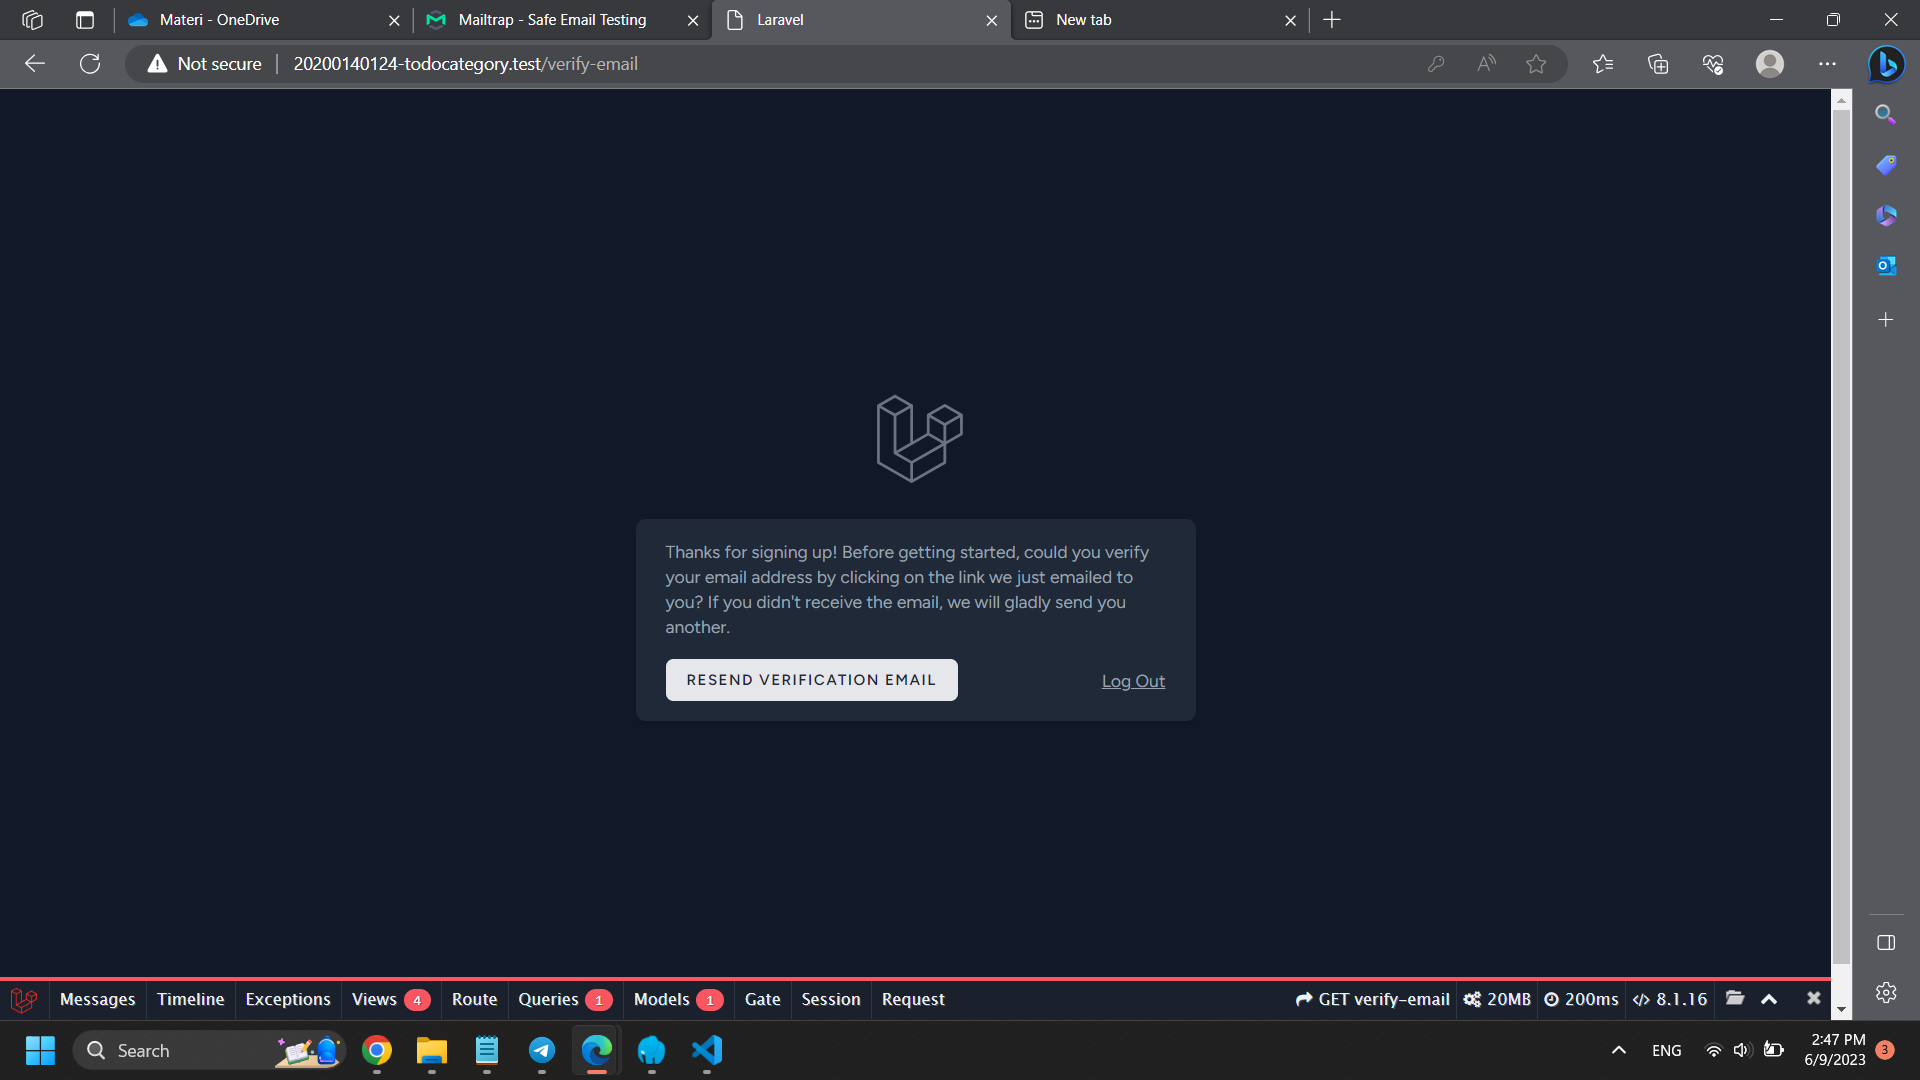 Materi - OneDrive
Mailtrap - Safe Email Testing
Laravel
New tab
Not secure
20200140124-todocategory.test/verify-email
Thanks for signing up! Before getting started, could you verify
your email address by clicking on the link we just emailed to
you? If you didn't receive the email, we will gladly send you
another.
RESEND VERIFICATION EMAIL
Log Out
Messages
Timeline
Exceptions
Views 4
Route
Queries 1
Models 1
Gate
Session
Request
GET verify-email
20MB
200ms
8.1.16
Search
ENG
2:47 PM
6/9/2023
3